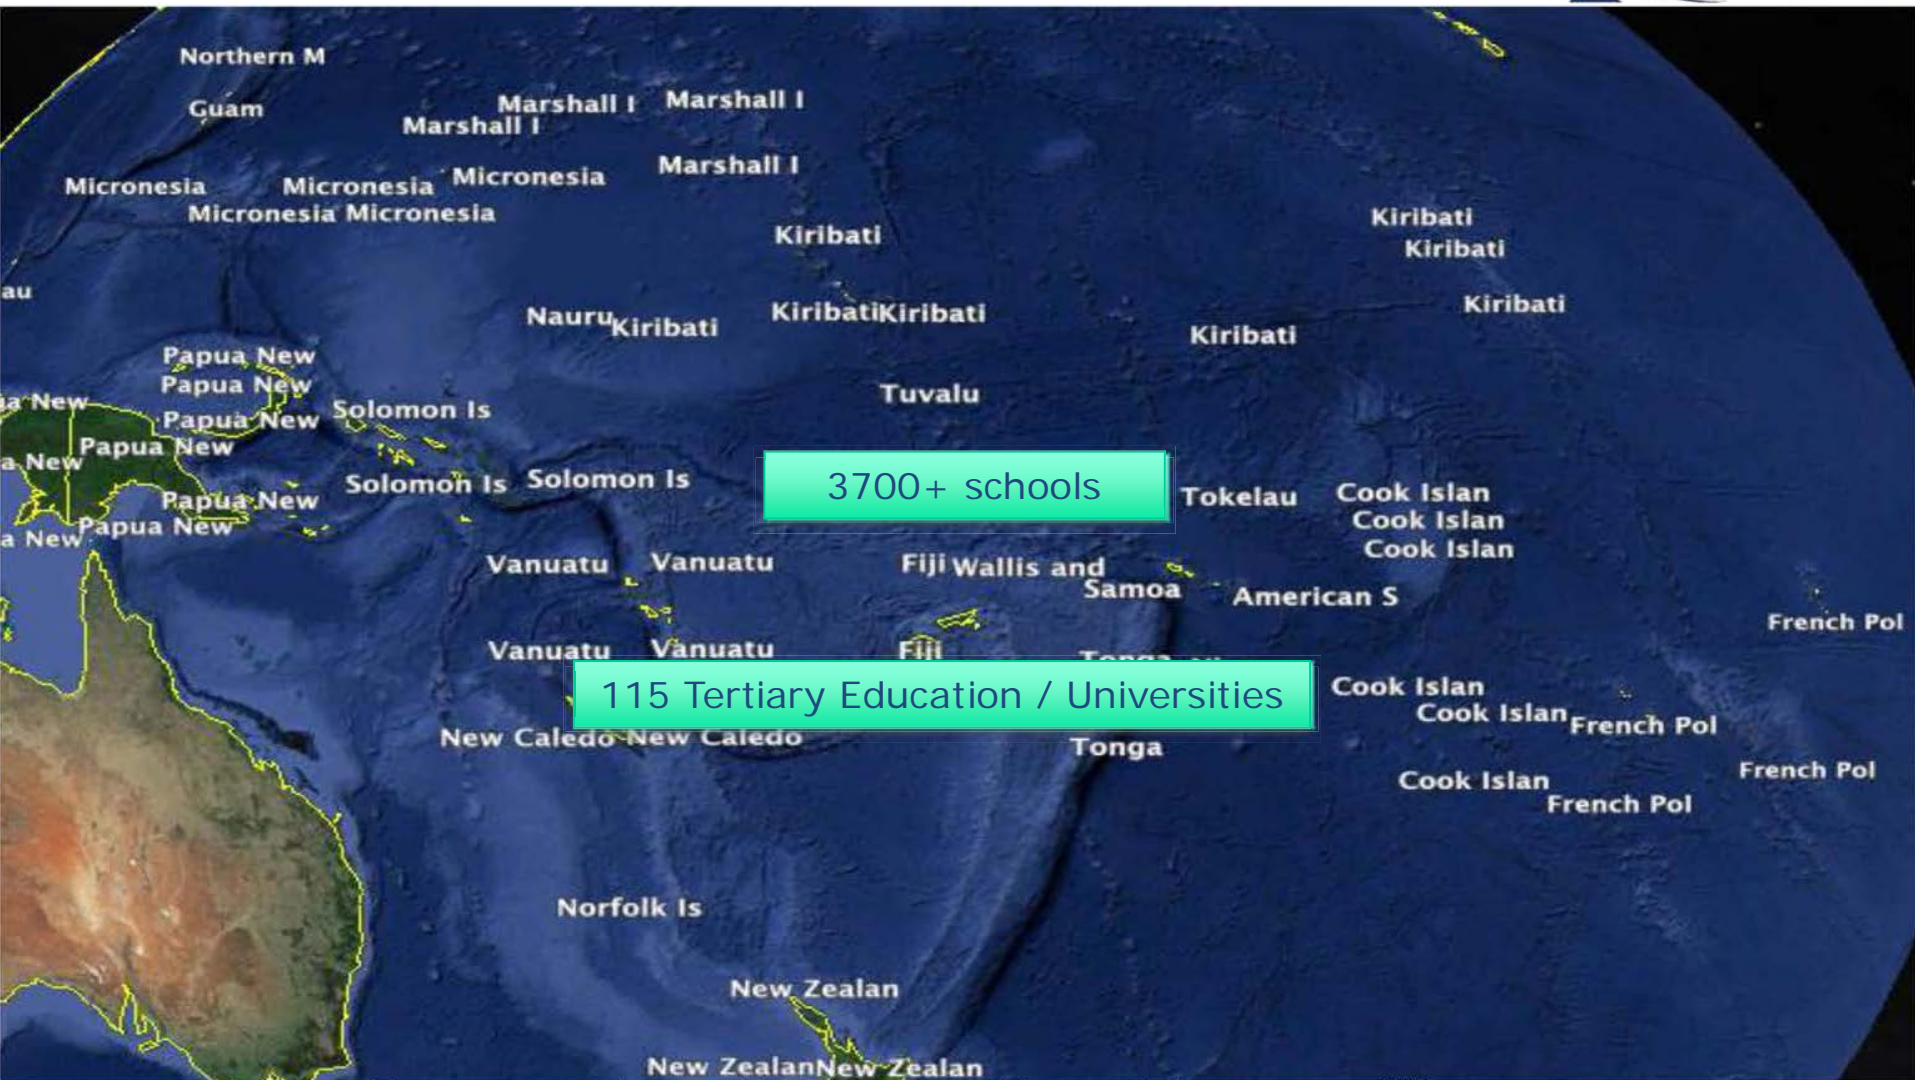 Northern M
Guam
Marshall I
Marshall I
Marshall I
Marshall I
Micronesia
Micronesia
Micronesia
Micronesia
Micronesia
Kiribati
Kiribati
Kiribati
au
Nauru
Kiribati
Kiribati
Kiribati
Kiribati
Kiribati
Papua New
Papua New
Tuvalu
a New
Papua New
Solomon Is
Papua New
a New
Solomon Is
Solomon Is
3700+ schools
Tokelau
Cook Islan
Papua New
Cook Islan
Papua New
a New
Cook Islan
Vanuatu
Vanuatu
Fiji
Wallis and
Samoa
American S
French Pol
Vanuatu
Vanuatu
Fiji
Tonga
115 Tertiary Education / Universities
Cook Islan
Cook Islan
French Pol
New Caledo
New Caledo
Tonga
French Pol
Cook Islan
French Pol
Norfolk Is
New Zealan
New Zealan
New Zealan